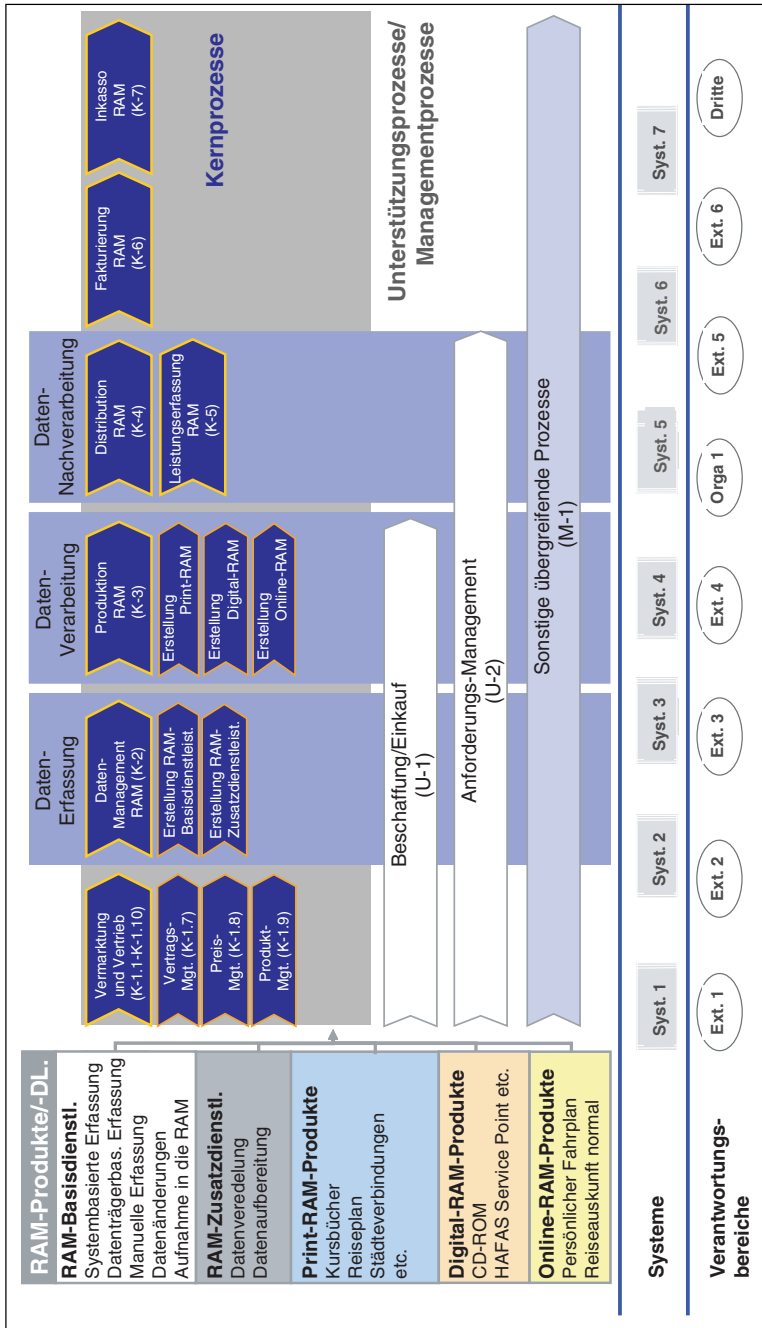 RAM-Produkte/-DL.
RAM-Basisdienstl.
Systembasierte Erfassung
Datenträgerbas. Erfassung
Manuelle Erfassung
Datenänderungen
Aufnahme in die RAM
RAM-Zusatzdienstl.
Datenveredelung
Datenaufbereitung
Print-RAM-Produkte
Kursbücher
Reiseplan
Städteverbindungen
etc.
Digital-RAM-Produkte
CD-ROM
HAFAS Service Point etc.
Online-RAM-Produkte
Persönlicher Fahrplan
Reiseauskunft normal
Daten-
Erfassung
Daten-
Verarbeitung
Daten-
Nachverarbeitung
Vermarktung
und Vertrieb
(K-1.1-K-1.10)
Vertrags-
Mgt. (K-1.7)
Preis-
Mgt. (K-1.8)
Produkt-
Mgt. (K-1.9)
Daten-
Management
RAM (K-2)
Erstellung RAM-
Basisdienstleist.
Erstellung RAM-
Zusatzdienstleist.
Produktion
RAM
(K-3)
Erstellung
Print-RAM
Erstellung
Digital-RAM
Erstellung
Online-RAM
Distribution
RAM
(K-4)
Leistungserfassung
RAM
(K-5)
Fakturierung
RAM
(K-6)
Inkasso
RAM
(K-7)
Kernprozesse
Unterstützungsprozesse/
Managementprozesse
Beschaffung/Einkauf
(U-1)
Anforderungs-Management
(U-2)
Sonstige übergreifende Prozesse
(M-1)
Systeme
Syst. 1
Syst. 2
Syst. 3
Syst. 4
Syst. 5
Syst. 6
Syst. 7
Verantwortungs-
bereiche
Ext. 1
Ext. 2
Ext. 3
Ext. 4
Orga 1
Ext. 5
Ext. 6
Dritte